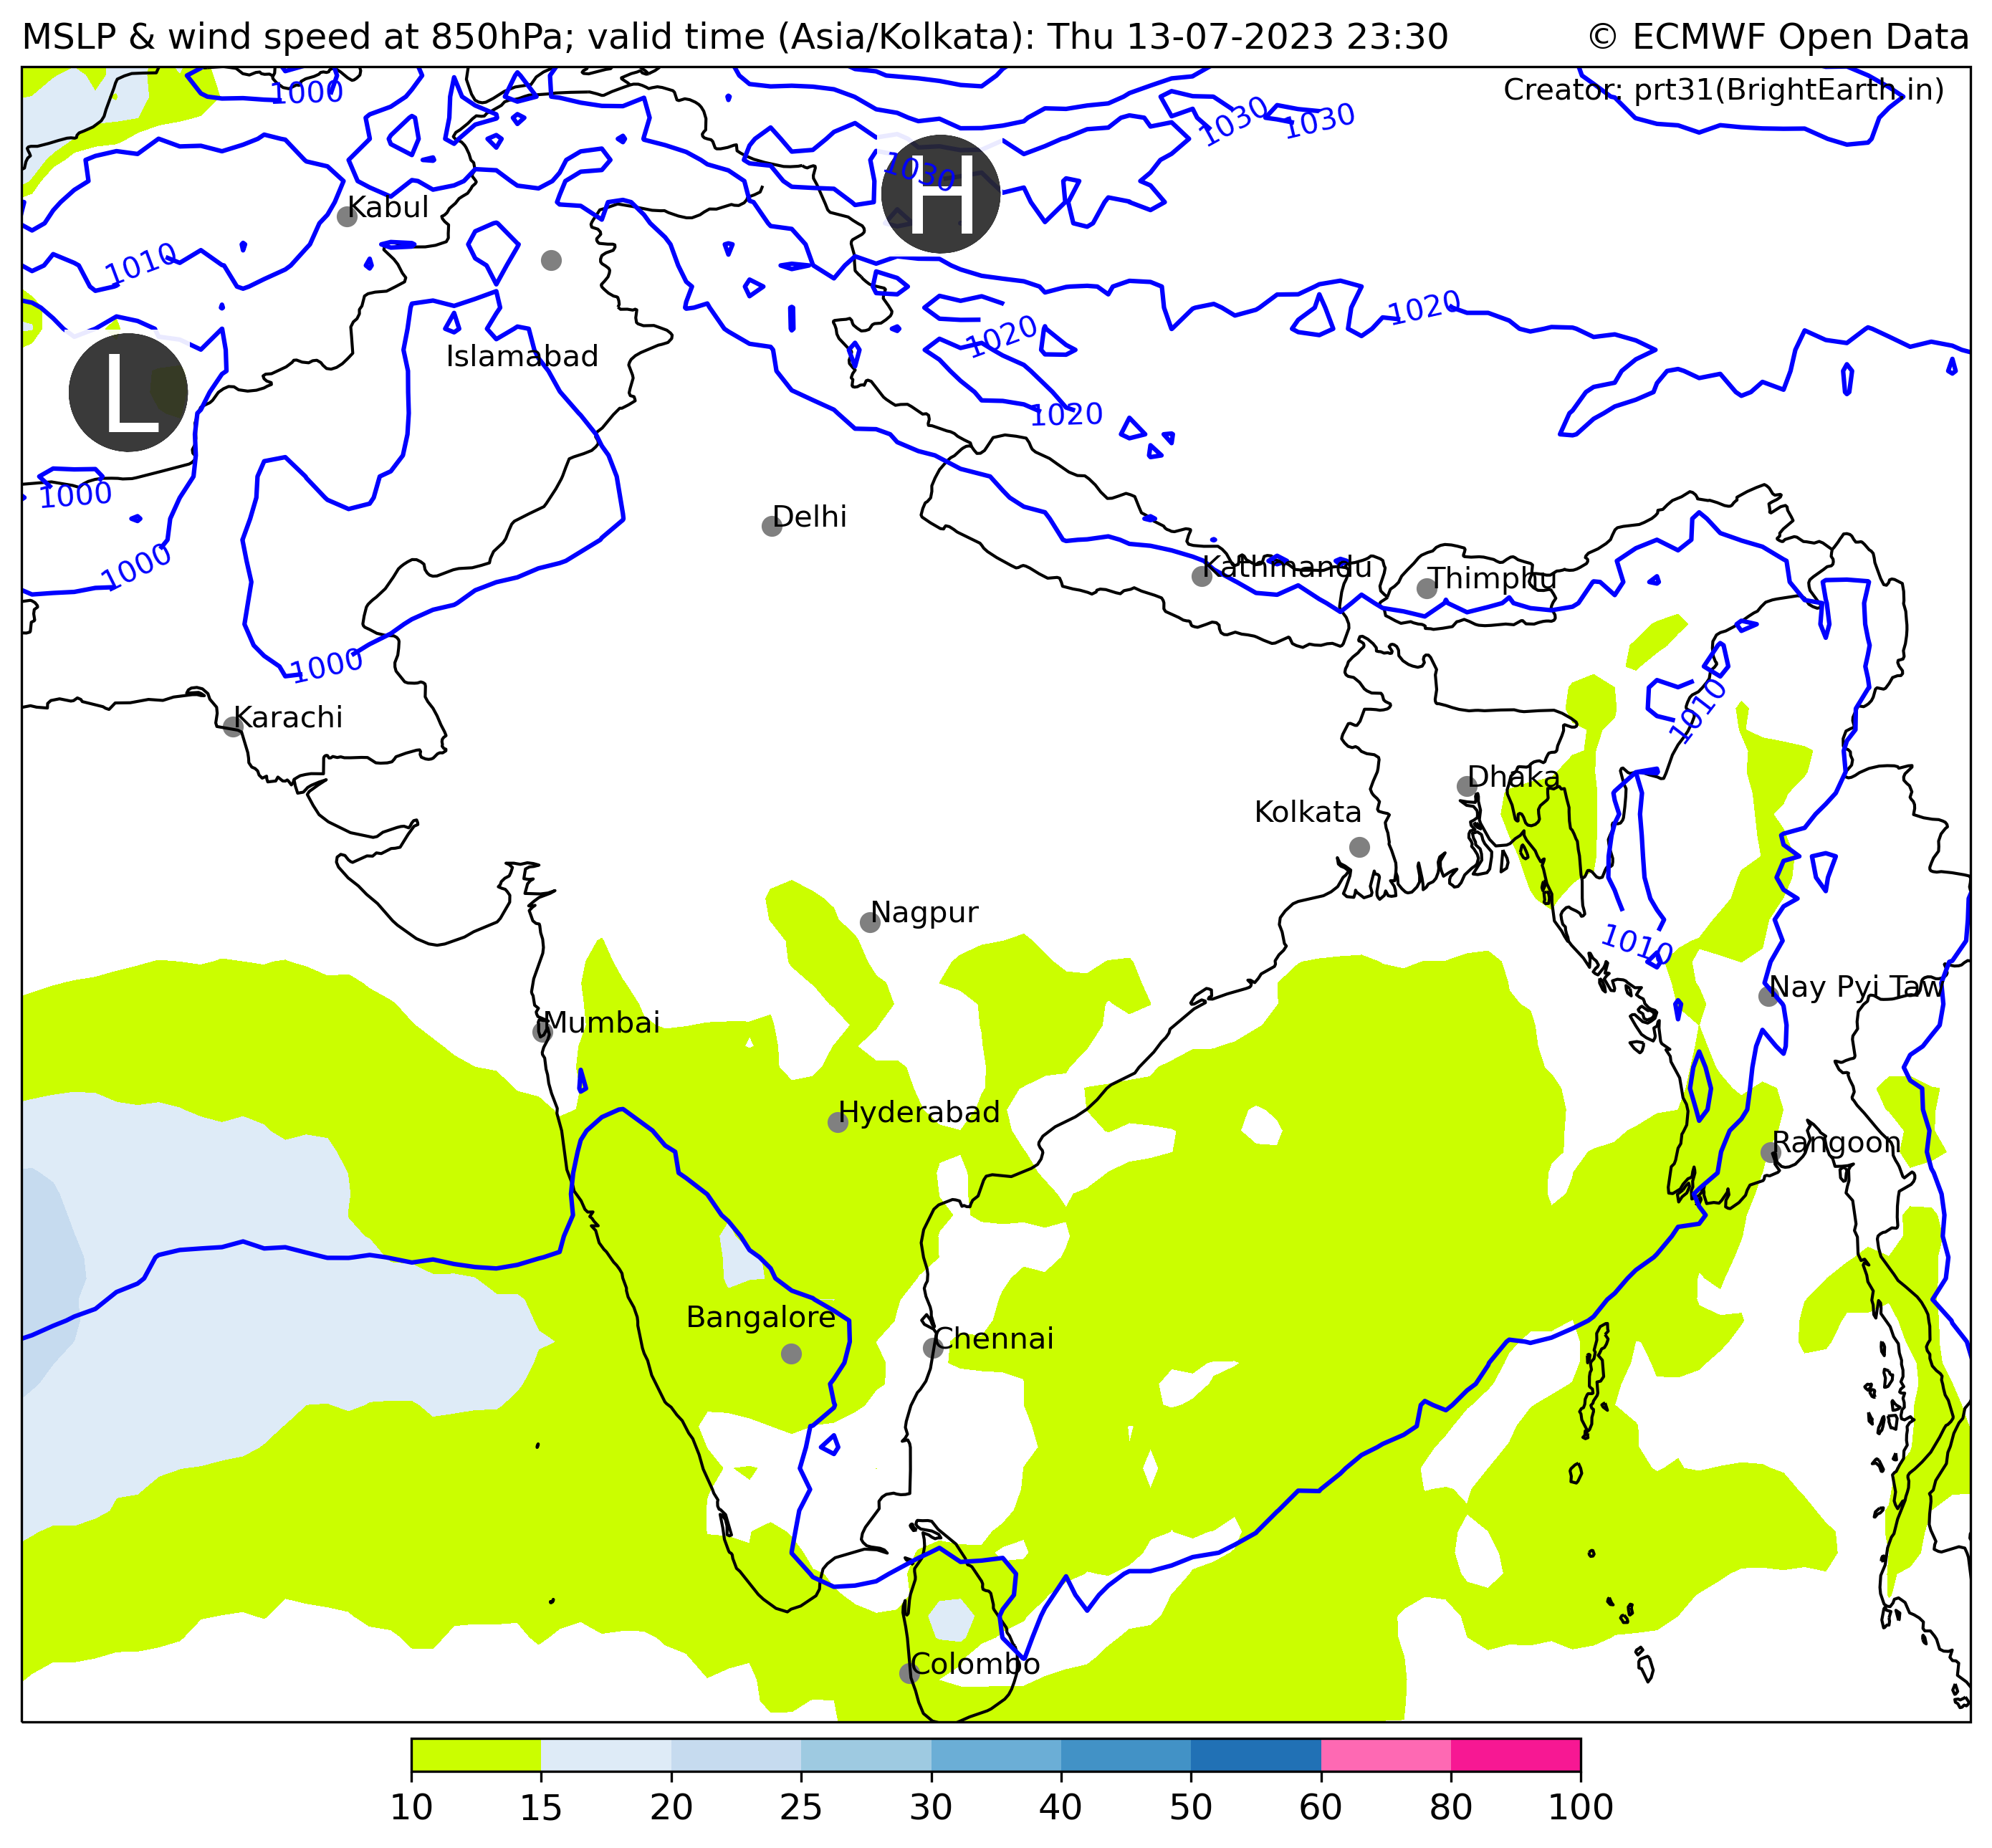 MSLP & wind speed at 850hPa; valid time (Asia/Kolkata): Thu 13-07-2023 23:30
© ECMWF Open Data
Creator: prt31(BrightEarth.in)
1000
1030
1030
1030
H
Kabul
1010
1020
1020
Islamabad
L
1020
1000
Delhi
1000
Kathmandu
Thimphu
1000
1010
Karachi
Dhaka
Kolkata
Nagpur
1010
Nay Pyi Taw
Mumbai
Hyderabad
Rangoon
Bangalore
Chennai
Colombo
10 15 20 25 30 40 50 60 80 100